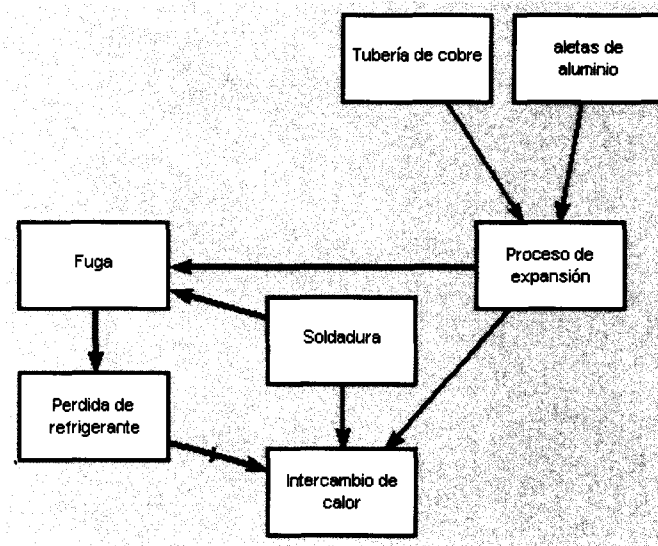 Tubería de cobre
aletas de
aluminio
Fuga
Proceso de
expansión
Soldadura
Perdida de
refrigerante
Intercambio de
calor